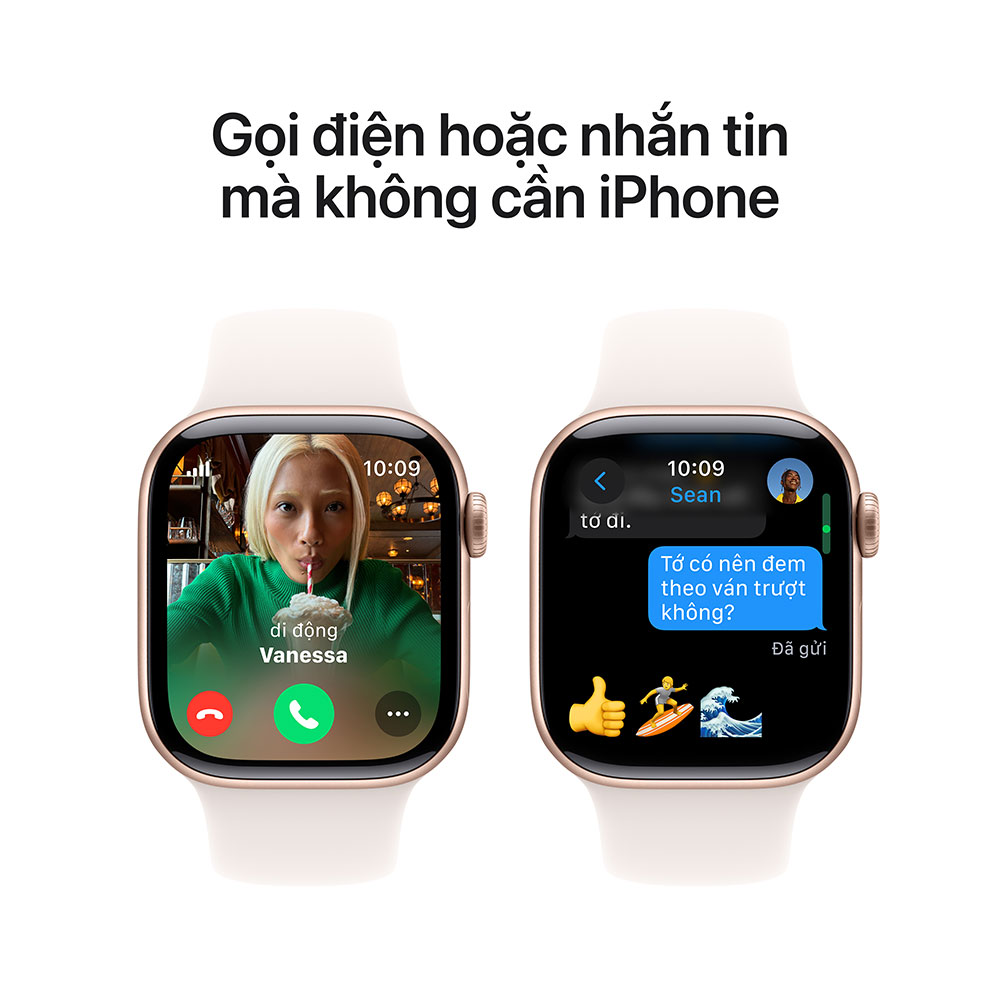 Gọi điện hoặc nhắn tin
mà không cần iPhone
10:09
di động
Vanessa
10:09
Sean
tớ đi.
Tớ có nên đem
theo ván trượt
không?
Đã gửi